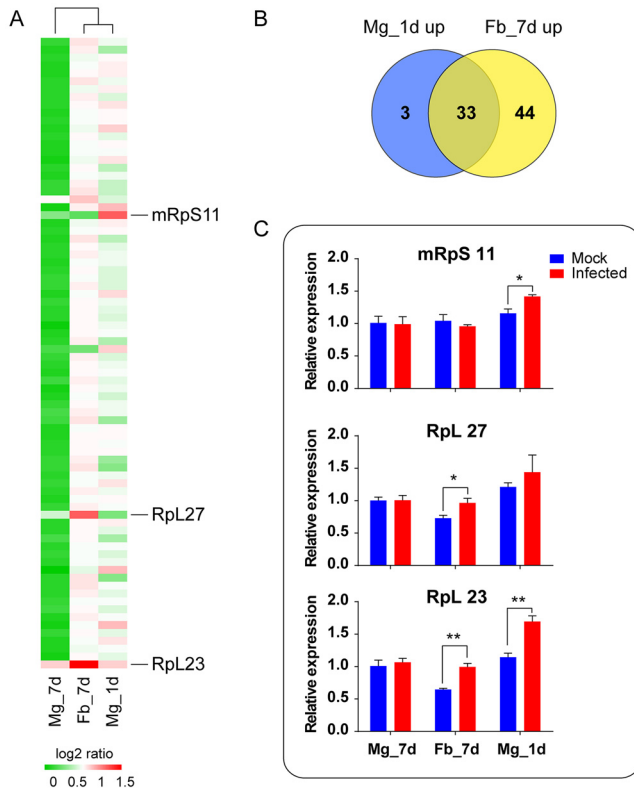 A
mRpS11
RpL27
RpL23
Mg_7d
Fb_7d
Mg_1d
log2 ratio
0 0.5 1 1.5
B
Mg_1d up Fb_7d up
3 33 44
C
mRpS 11
Mock
Infected
Relative expression
2.0
1.5
1.0
0.5
0.0
*
RpL 27
Relative expression
2.0
1.5
1.0
0.5
0.0
*
RpL 23
Relative expression
2.0
1.5
1.0
0.5
0.0
**
**
Mg_7d Fb_7d Mg_1d